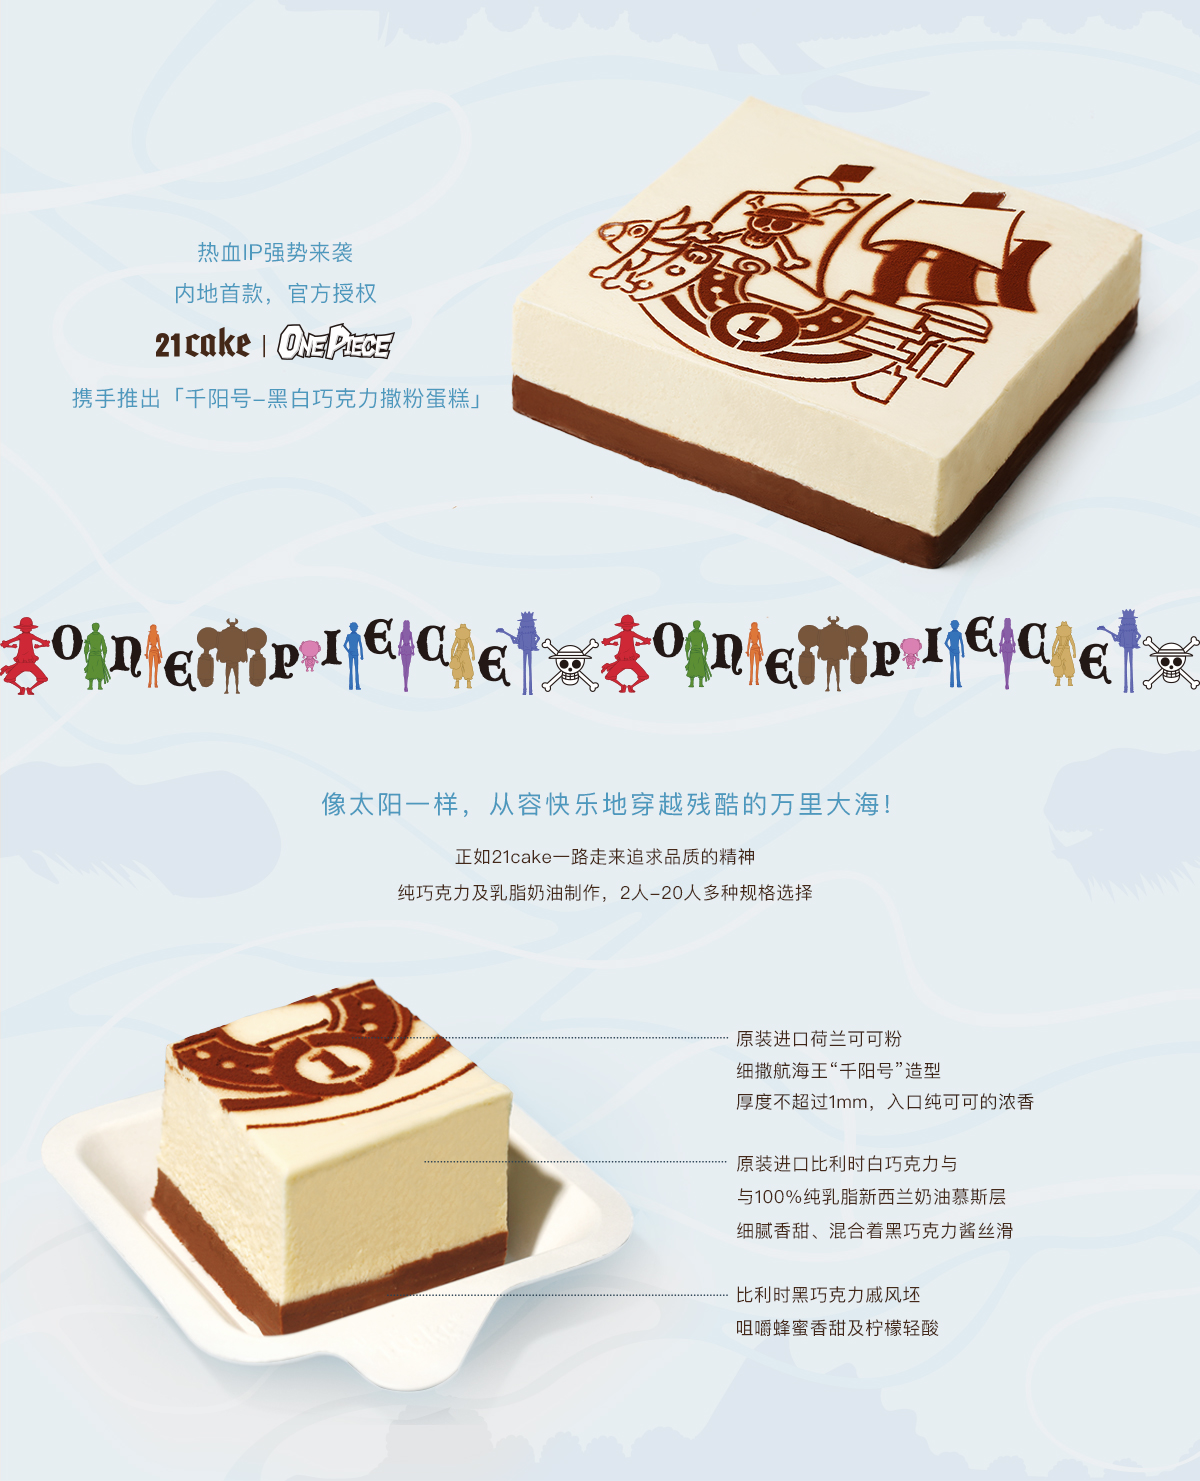 热血IP强势来袭
内地首款，官方授权
21cake | ONE PIECE
携手推出「千阳号-黑白巧克力撒粉蛋糕」
1
ONE PIECE ONE PIECE
像太阳一样，从容快乐地穿越残酷的万里大海！
正如21cake一路走来追求品质的精神
纯巧克力及乳脂奶油制作，2人-20人多种规格选择
1
原装进口荷兰可可粉
细撒航海王“千阳号”造型
厚度不超过1mm，入口纯可可的浓香
原装进口比利时白巧克力与
与100%纯乳脂新西兰奶油慕斯层
细腻香甜、混合着黑巧克力酱丝滑
比利时黑巧克力戚风坯
咀嚼蜂蜜香甜及柠檬轻酸